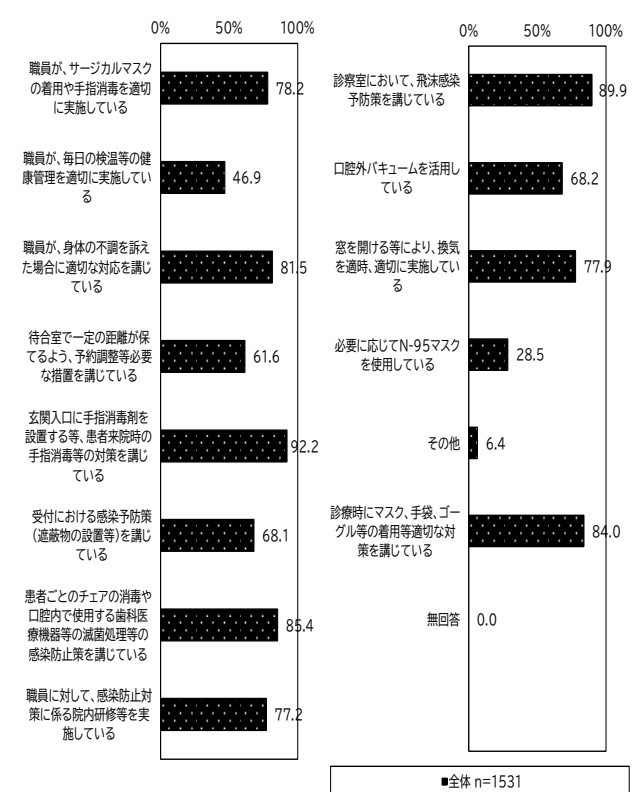 0% 50% 100%
職員が、サージカルマスク
の着用や手指消毒を適切
に実施している
78.2
職員が、毎日の検温等の健
康管理を適切に実施してい
る
46.9
職員が、身体の不調を訴え
た場合に適切な対応を講じ
ている
81.5
待合室で一定の距離が保
てるよう、予約調整等必要
な措置を講じている
61.6
玄関入口に手指消毒剤を
設置する等、患者来院時の
手指消毒等の対策を講じ
ている
92.2
受付における感染予防策
（遮蔽物の設置等）を講じ
ている
68.1
患者ごとのチェアの消毒や
口腔内で使用する歯科医
療機器等の滅菌処理等の
感染防止策を講じている
85.4
職員に対して、感染防止対
策に係る院内研修等を実
施している
77.2
0% 50% 100%
診察室において、飛沫感染
予防策を講じている
89.9
口腔外バキュームを活用し
ている
68.2
窓を開ける等により、換気
を適時、適切に実施してい
る
77.9
必要に応じてN-95マスク
を使用している
28.5
その他
6.4
診療時にマスク、手袋、ゴー
グル等の着用等適切な対
策を講じている
84.0
無回答
0.0
■全体 n=1531